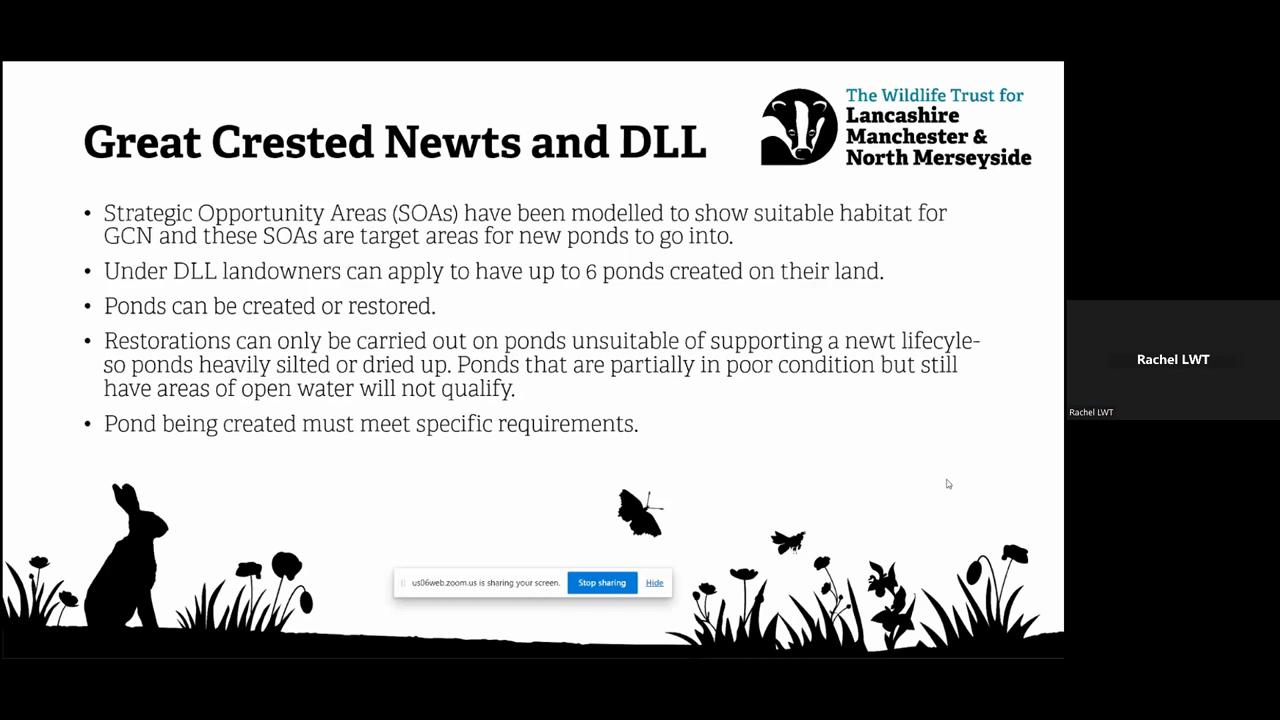 The Wildlife Trust for
Lancashire
Manchester &
North Merseyside
Great Crested Newts and DLL
• Strategic Opportunity Areas (SOAs) have been modelled to show suitable habitat for
GCN and these SOAs are target areas for new ponds to go into.
• Under DLL landowners can apply to have up to 6 ponds created on their land.
• Ponds can be created or restored.
• Restorations can only be carried out on ponds unsuitable of supporting a newt lifecyle-
so ponds heavily silted or dried up. Ponds that are partially in poor condition but still
have areas of open water will not qualify.
• Pond being created must meet specific requirements.
Rachel LWT
Rachel LWT
us06web.zoom.us is sharing your screen. Stop sharing Hide